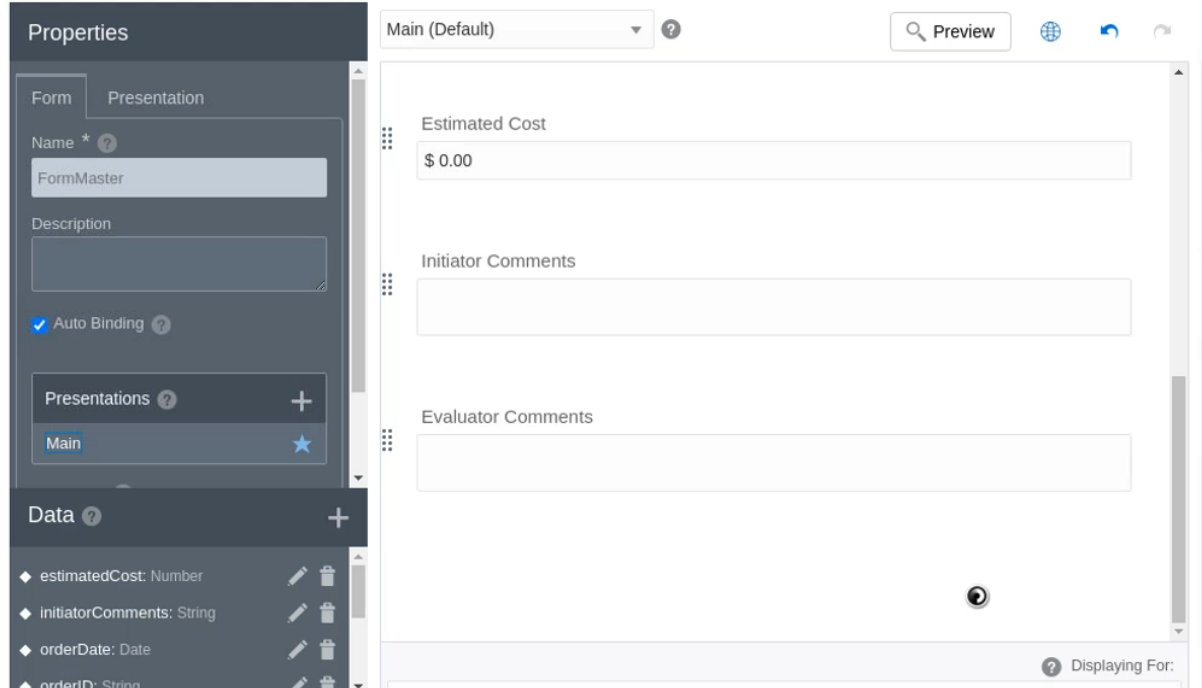 Properties
Form
Presentation
Name * ?
FormMaster
Description
Auto Binding ?
Presentations ? +
Main
Data ? +
estimatedCost: Number
initiatorComments: String
orderDate: Date
orderID: String
Main (Default) ?
Preview
Estimated Cost
$ 0.00
Initiator Comments
Evaluator Comments
? Displaying For: